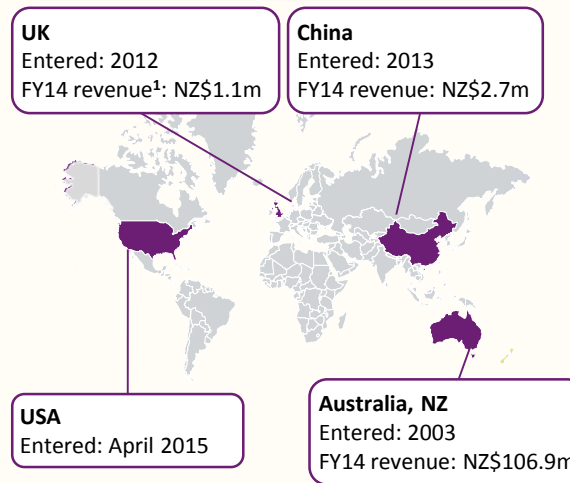 UK
Entered: 2012
FY14 revenue¹: NZ$1.1m
China
Entered: 2013
FY14 revenue: NZ$2.7m
USA
Entered: April 2015
Australia, NZ
Entered: 2003
FY14 revenue: NZ$106.9m